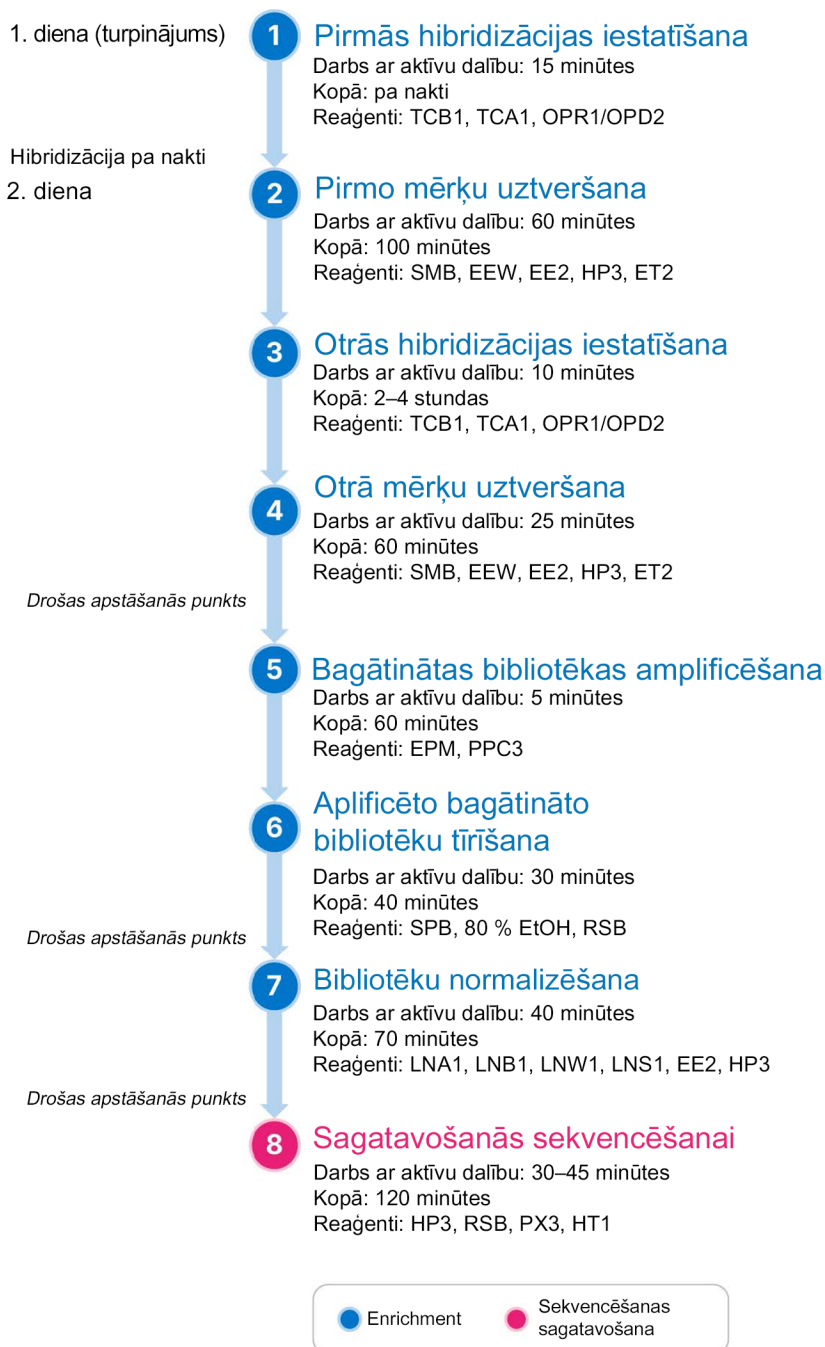 1. diena (turpinājums)
1
Pirmās hibridizācijas iestatīšana
Darbs ar aktīvu dalību: 15 minūtes
Kopā: pa nakti
Reaģenti: TCB1, TCA1, OPR1/OPD2
Hibridizācija pa nakti
2. diena
2
Pirmo mērķu uztveršana
Darbs ar aktīvu dalību: 60 minūtes
Kopā: 100 minūtes
Reaģenti: SMB, EEW, EE2, HP3, ET2
3
Otrās hibridizācijas iestatīšana
Darbs ar aktīvu dalību: 10 minūtes
Kopā: 2–4 stundas
Reaģenti: TCB1, TCA1, OPR1/OPD2
4
Otrā mērķu uztveršana
Darbs ar aktīvu dalību: 25 minūtes
Kopā: 60 minūtes
Reaģenti: SMB, EEW, EE2, HP3, ET2
Drošas apstāšanās punkts
5
Bagātinātas bibliotēkas amplificēšana
Darbs ar aktīvu dalību: 5 minūtes
Kopā: 60 minūtes
Reaģenti: EPM, PPC3
6
Aplificēto bagātināto
bibliotēku tīrīšana
Darbs ar aktīvu dalību: 30 minūtes
Kopā: 40 minūtes
Reaģenti: SPB, 80 % EtOH, RSB
Drošas apstāšanās punkts
7
Bibliotēku normalizēšana
Darbs ar aktīvu dalību: 40 minūtes
Kopā: 70 minūtes
Reaģenti: LNA1, LNB1, LNW1, LNS1, EE2, HP3
Drošas apstāšanās punkts
8
Sagatavošanās sekvencēšanai
Darbs ar aktīvu dalību: 30–45 minūtes
Kopā: 120 minūtes
Reaģenti: HP3, RSB, PX3, HT1
Enrichment
Sekvencēšanas
sagatavošana